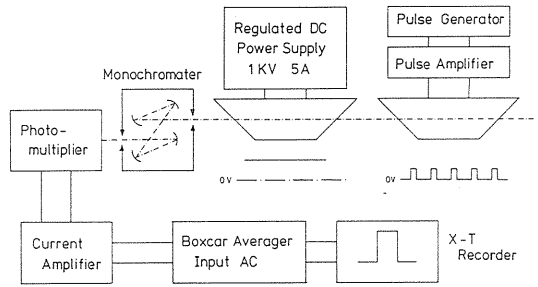 Regulated DC
Power Supply
1KV 5A
Pulse Generator
Pulse Amplifier
Monochromater
Photo-
multiplier
0V
0V
Current
Amplifier
Boxcar Averager
Input AC
X-T
Recorder